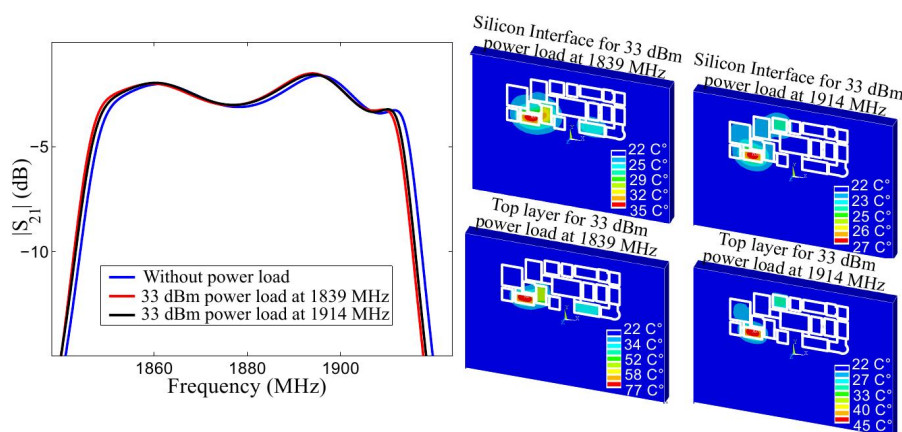 |S21| (dB)
−5
−10
Without power load
33 dBm power load at 1839 MHz
33 dBm power load at 1914 MHz
1860
1880
1900
Frequency (MHz)
Silicon Interface for 33 dBm
power load at 1839 MHz
22 C°
25 C°
29 C°
32 C°
35 C°
Silicon Interface for 33 dBm
power load at 1914 MHz
22 C°
23 C°
25 C°
26 C°
27 C°
Top layer for 33 dBm
power load at 1839 MHz
22 C°
34 C°
52 C°
58 C°
77 C°
Top layer for 33 dBm
power load at 1914 MHz
22 C°
27 C°
33 C°
40 C°
45 C°